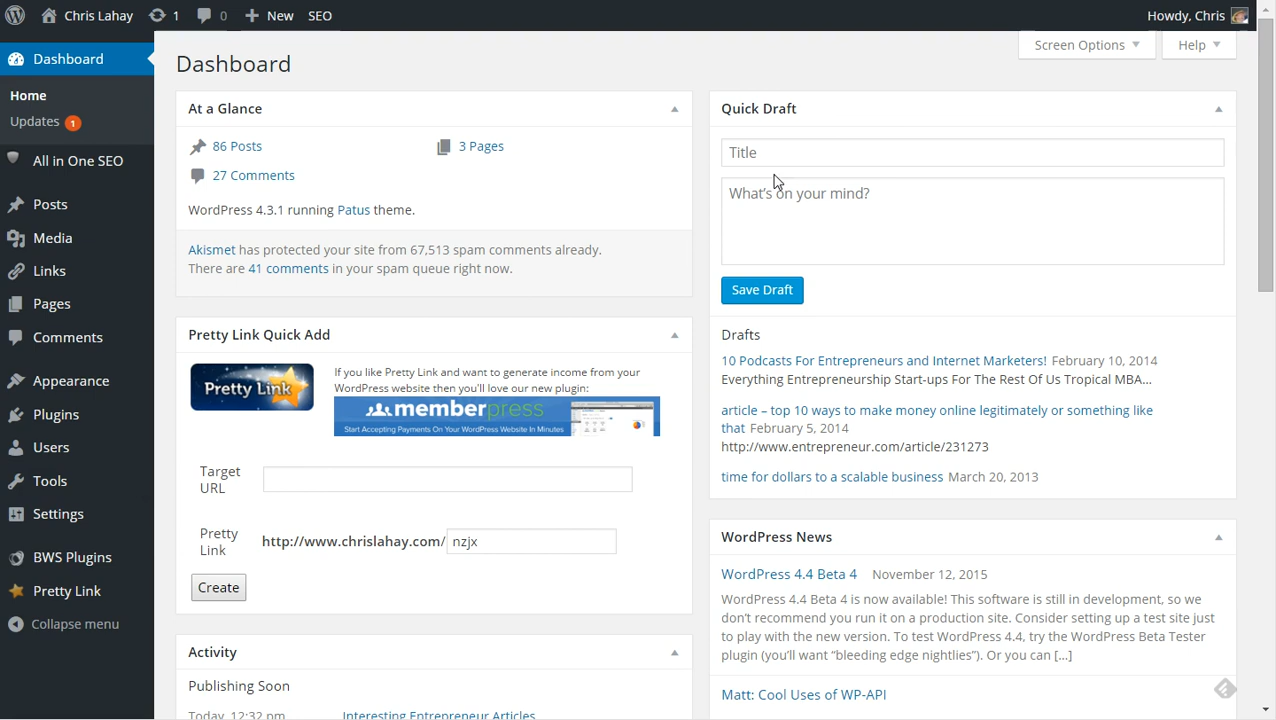 Chris Lahay 1 0 New SEO Howdy, Chris
Dashboard
Home
Updates 1
All in One SEO
Posts
Media
Links
Pages
Comments
Appearance
Plugins
Users
Tools
Settings
BWS Plugins
Pretty Link
Collapse menu
Screen Options Help
Dashboard
At a Glance
86 Posts 3 Pages
27 Comments
WordPress 4.3.1 running Patus theme.
Akismet has protected your site from 67,513 spam comments already.
There are 41 comments in your spam queue right now.
Pretty Link Quick Add
Pretty Link
If you like Pretty Link and want to generate income from your
WordPress website then you'll love our new plugin:
memberpress
Start Accepting Payments On Your WordPress Website In Minutes
Target
URL
Pretty
Link
http://www.chrislahay.com/ nzjx
Create
Activity
Publishing Soon
Today, 12:32 pm Interesting Entrepreneur Articles
Quick Draft
Title
What's on your mind?
Save Draft
Drafts
10 Podcasts For Entrepreneurs and Internet Marketers! February 10, 2014
Everything Entrepreneurship Start-ups For The Rest Of Us Tropical MBA...
article – top 10 ways to make money online legitimately or something like
that February 5, 2014
http://www.entrepreneur.com/article/231273
time for dollars to a scalable business March 20, 2013
WordPress News
WordPress 4.4 Beta 4 November 12, 2015
WordPress 4.4 Beta 4 is now available! This software is still in development, so we
don't recommend you run it on a production site. Consider setting up a test site just
to play with the new version. To test WordPress 4.4, try the WordPress Beta Tester
plugin (you'll want “bleeding edge nightlies”). Or you can […]
Matt: Cool Uses of WP-API